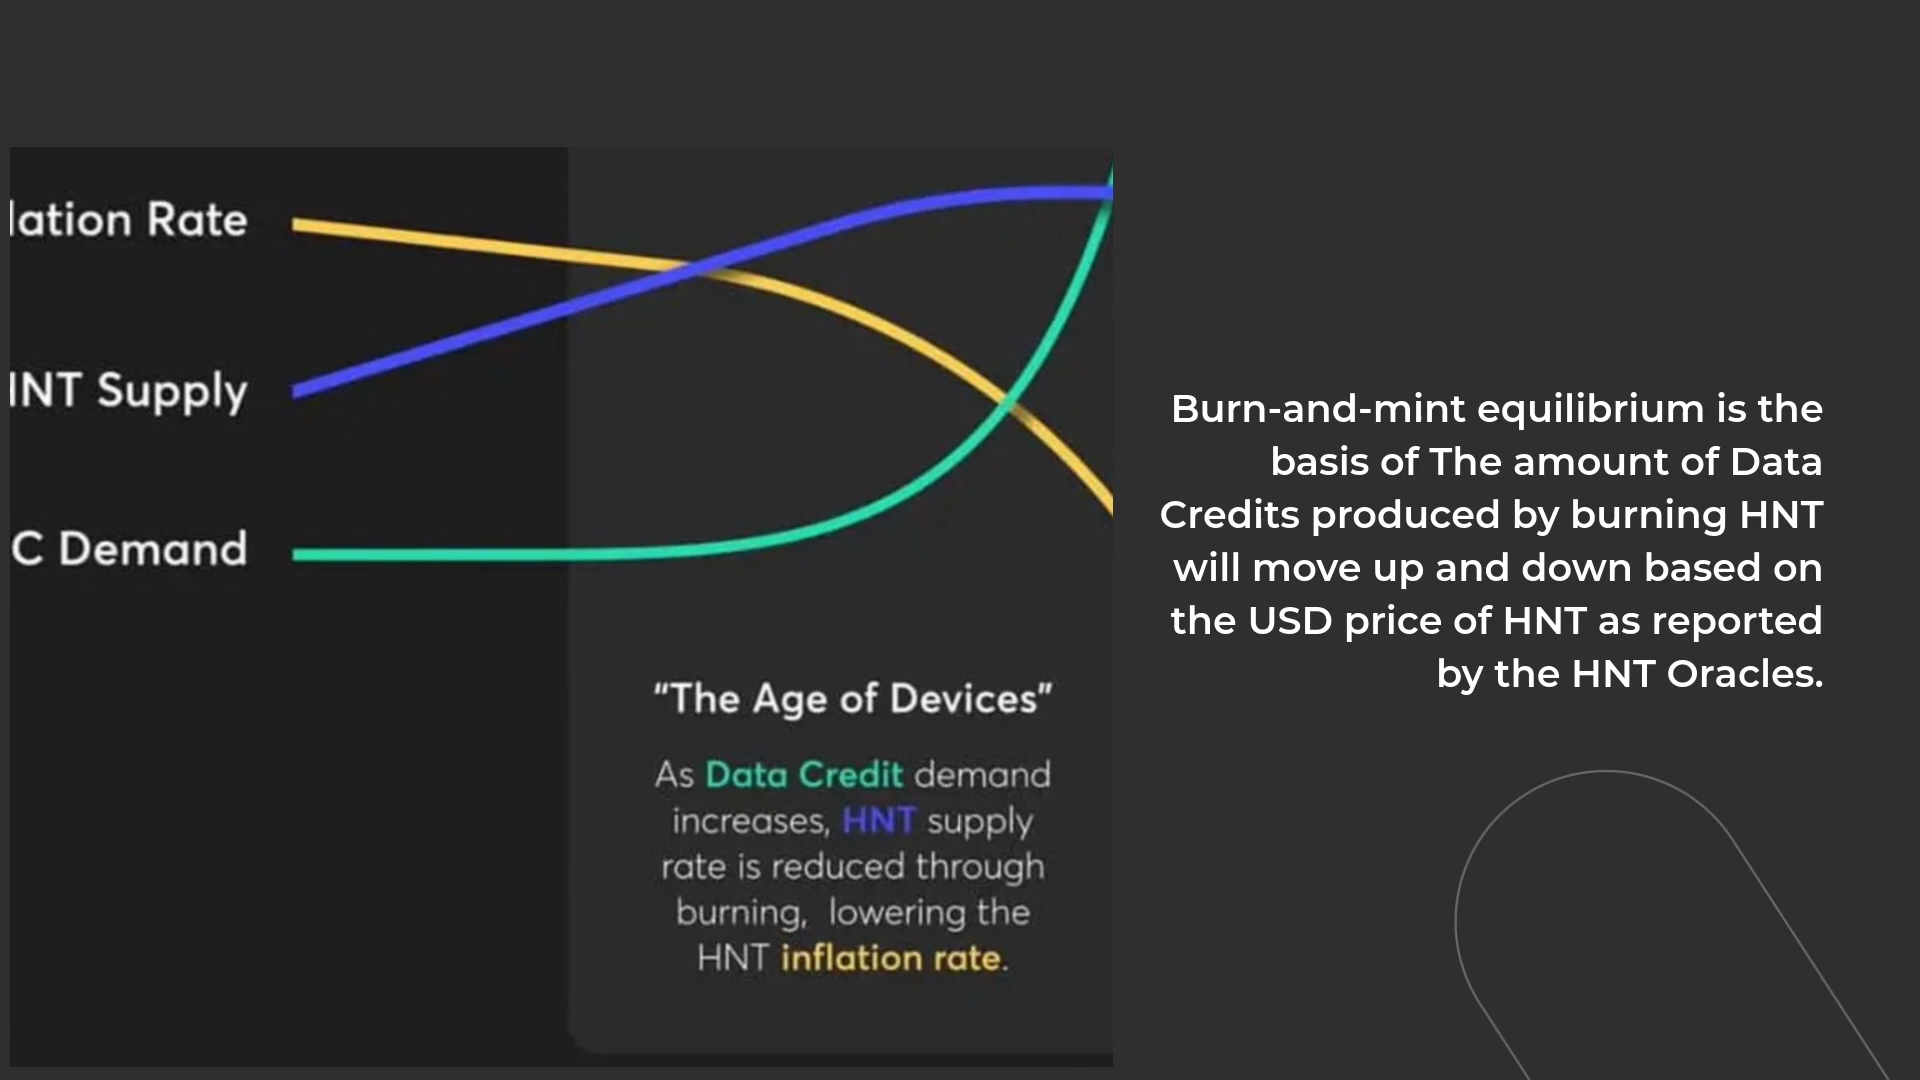 lation Rate
NT Supply
C Demand
“The Age of Devices”
As Data Credit demand
increases, HNT supply
rate is reduced through
burning, lowering the
HNT inflation rate.
Burn-and-mint equilibrium is the
basis of The amount of Data
Credits produced by burning HNT
will move up and down based on
the USD price of HNT as reported
by the HNT Oracles.